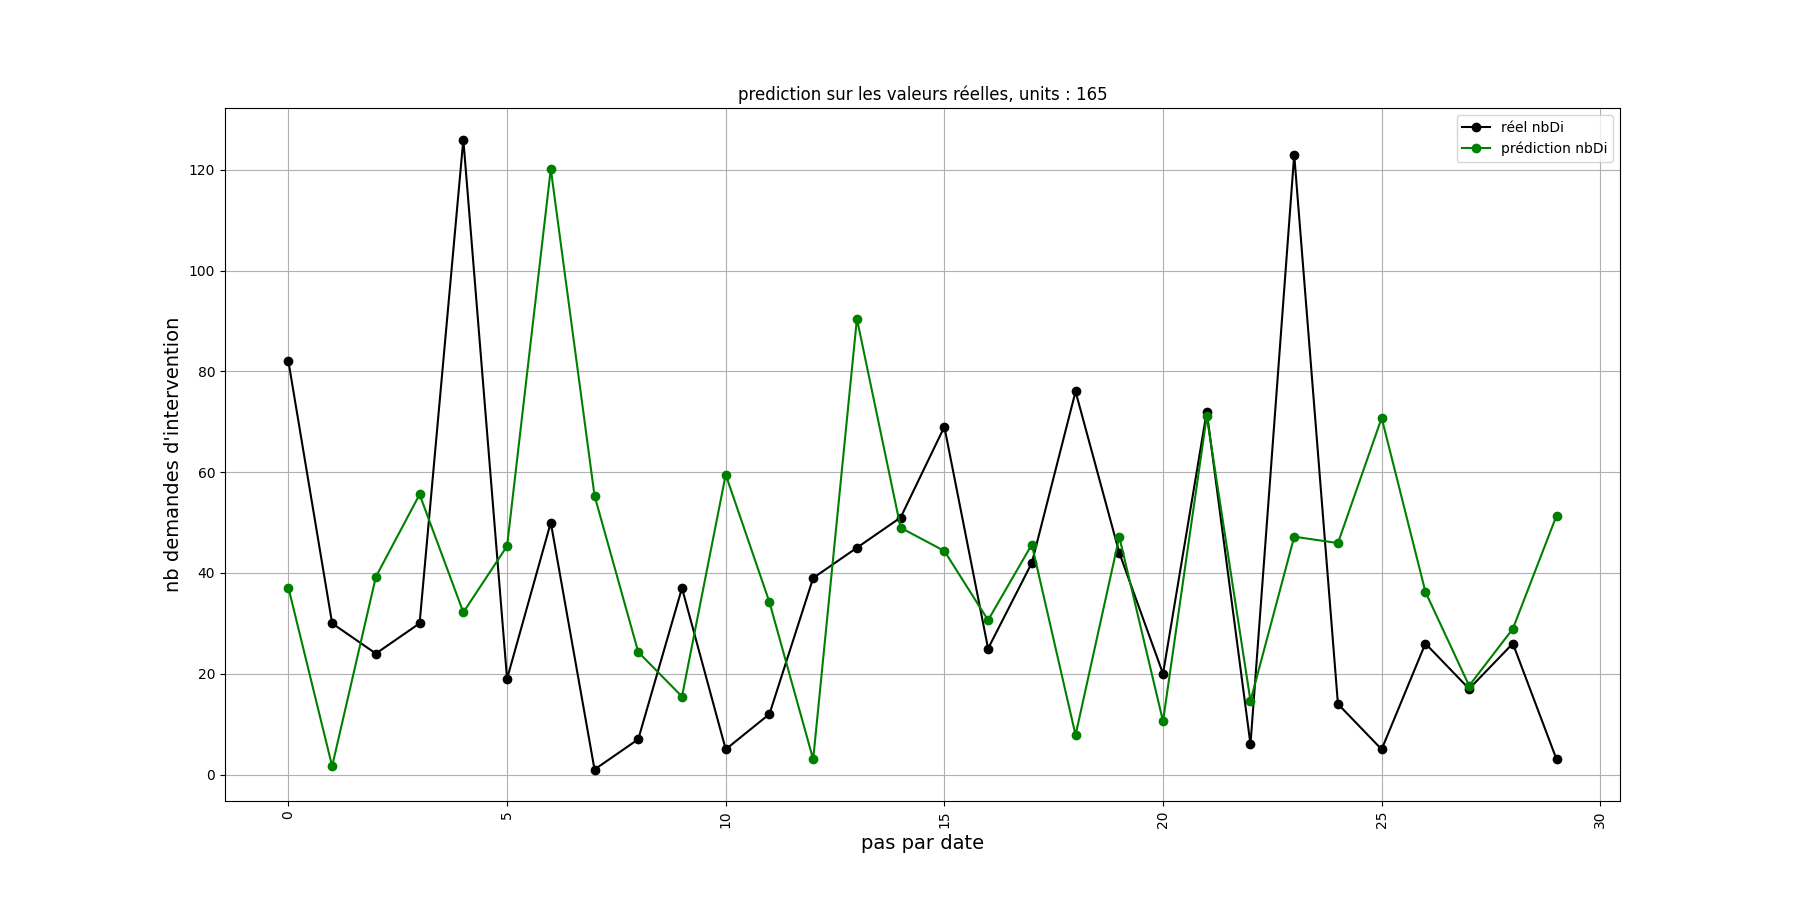 prediction sur les valeurs réelles, units : 165
réel nbDi
prédiction nbDi
nb demandes d'intervention
120
100
80
60
40
20
0
0 5 10 15 20 25 30
pas par date